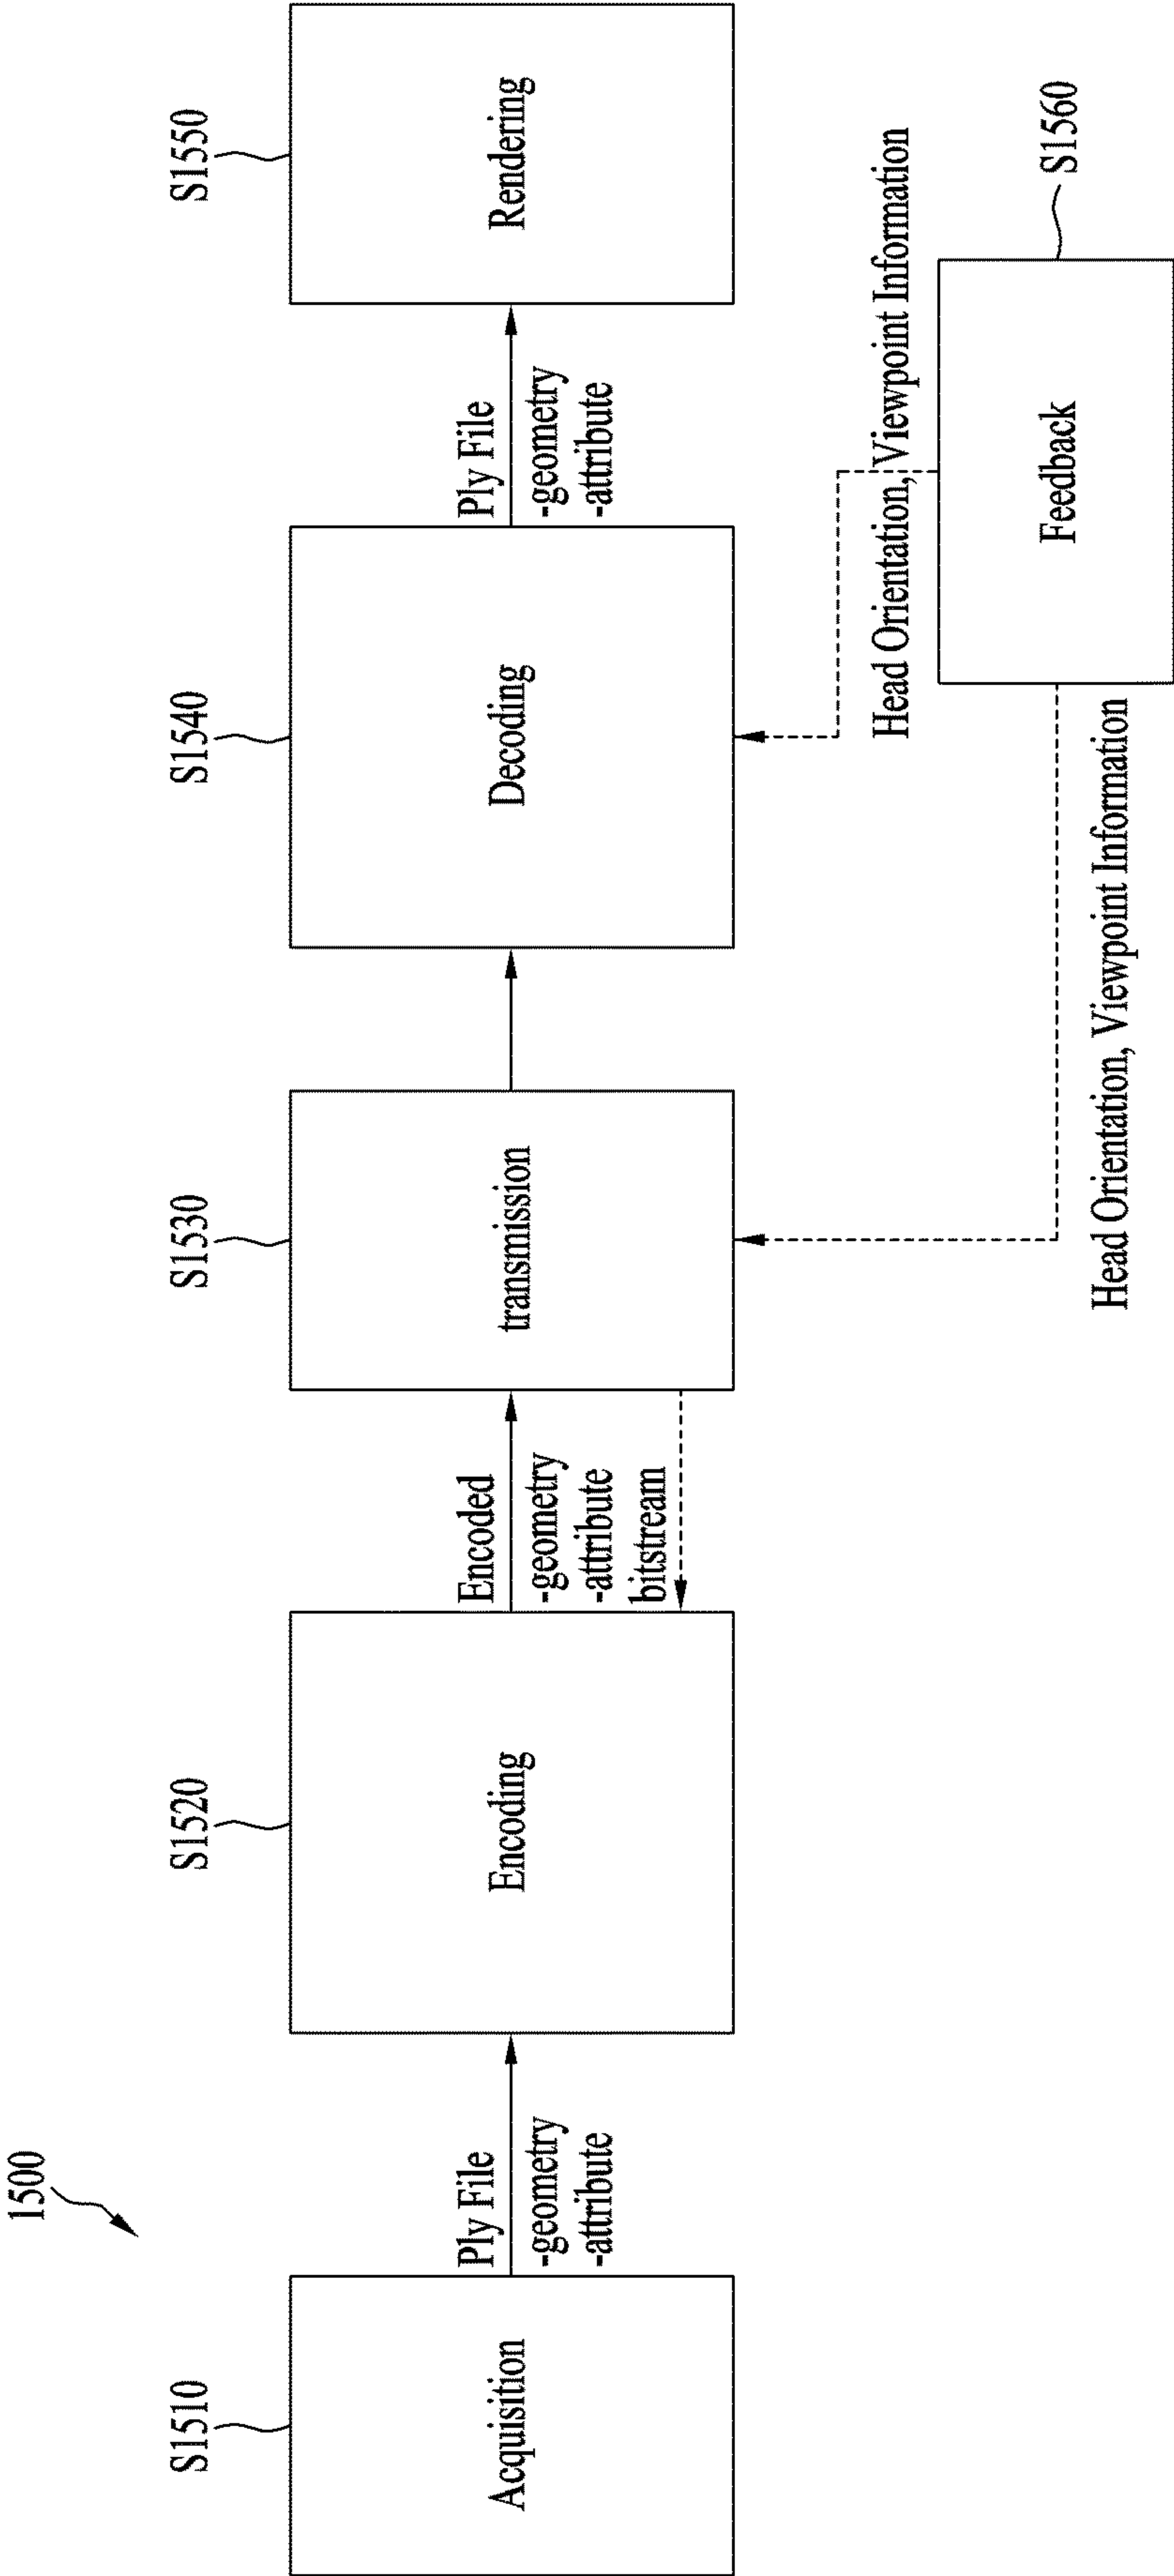 1500
S1510
Acquisition
Ply File
-geometry
-attribute
S1520
Encoding
Encoded
-geometry
-attribute
bitstream
S1530
transmission
S1540
Decoding
Ply File
-geometry
-attribute
S1550
Rendering
Head Orientation, Viewpoint Information
Head Orientation, Viewpoint Information
Feedback
S1560